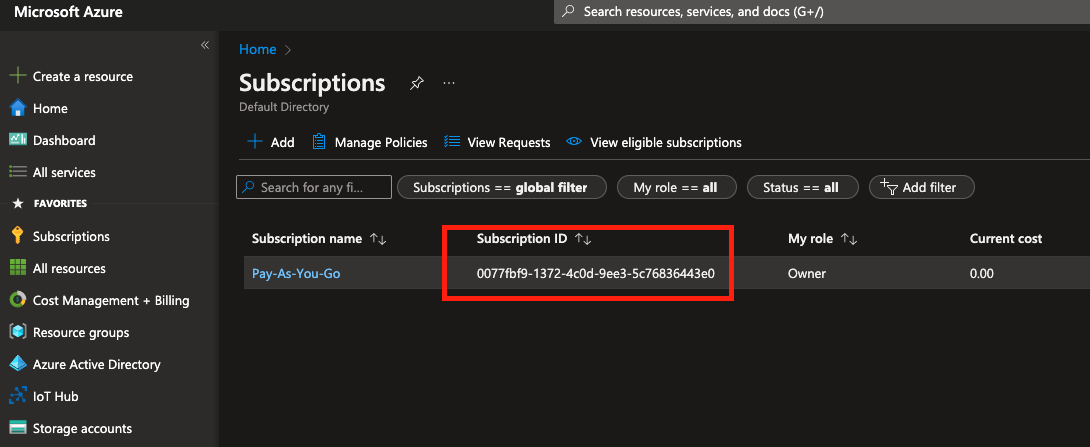 Microsoft Azure
Search resources, services, and docs (G+/)
«
Create a resource
Home
Dashboard
All services
FAVORITES
Subscriptions
All resources
Cost Management + Billing
Resource groups
Azure Active Directory
IoT Hub
Storage accounts
Home >
Subscriptions ...
Default Directory
+ Add Manage Policies View Requests View eligible subscriptions
Search for any fi... Subscriptions == global filter My role == all Status == all Add filter
Subscription name ↑↓ Subscription ID ↑↓ My role ↑↓ Current cost
Pay-As-You-Go 0077fbf9-1372-4c0d-9ee3-5c76836443e0 Owner 0.00